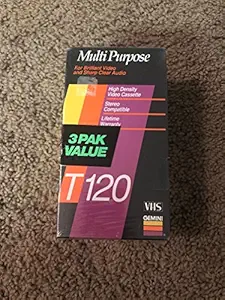 Multi Purpose
For Brilliant Video
and Sharp Clear Audio
High Density
Video Cassette
Stereo
Compatible
Lifetime
Warranty
3PAK
VALUE
T120
VHS
GEMINI